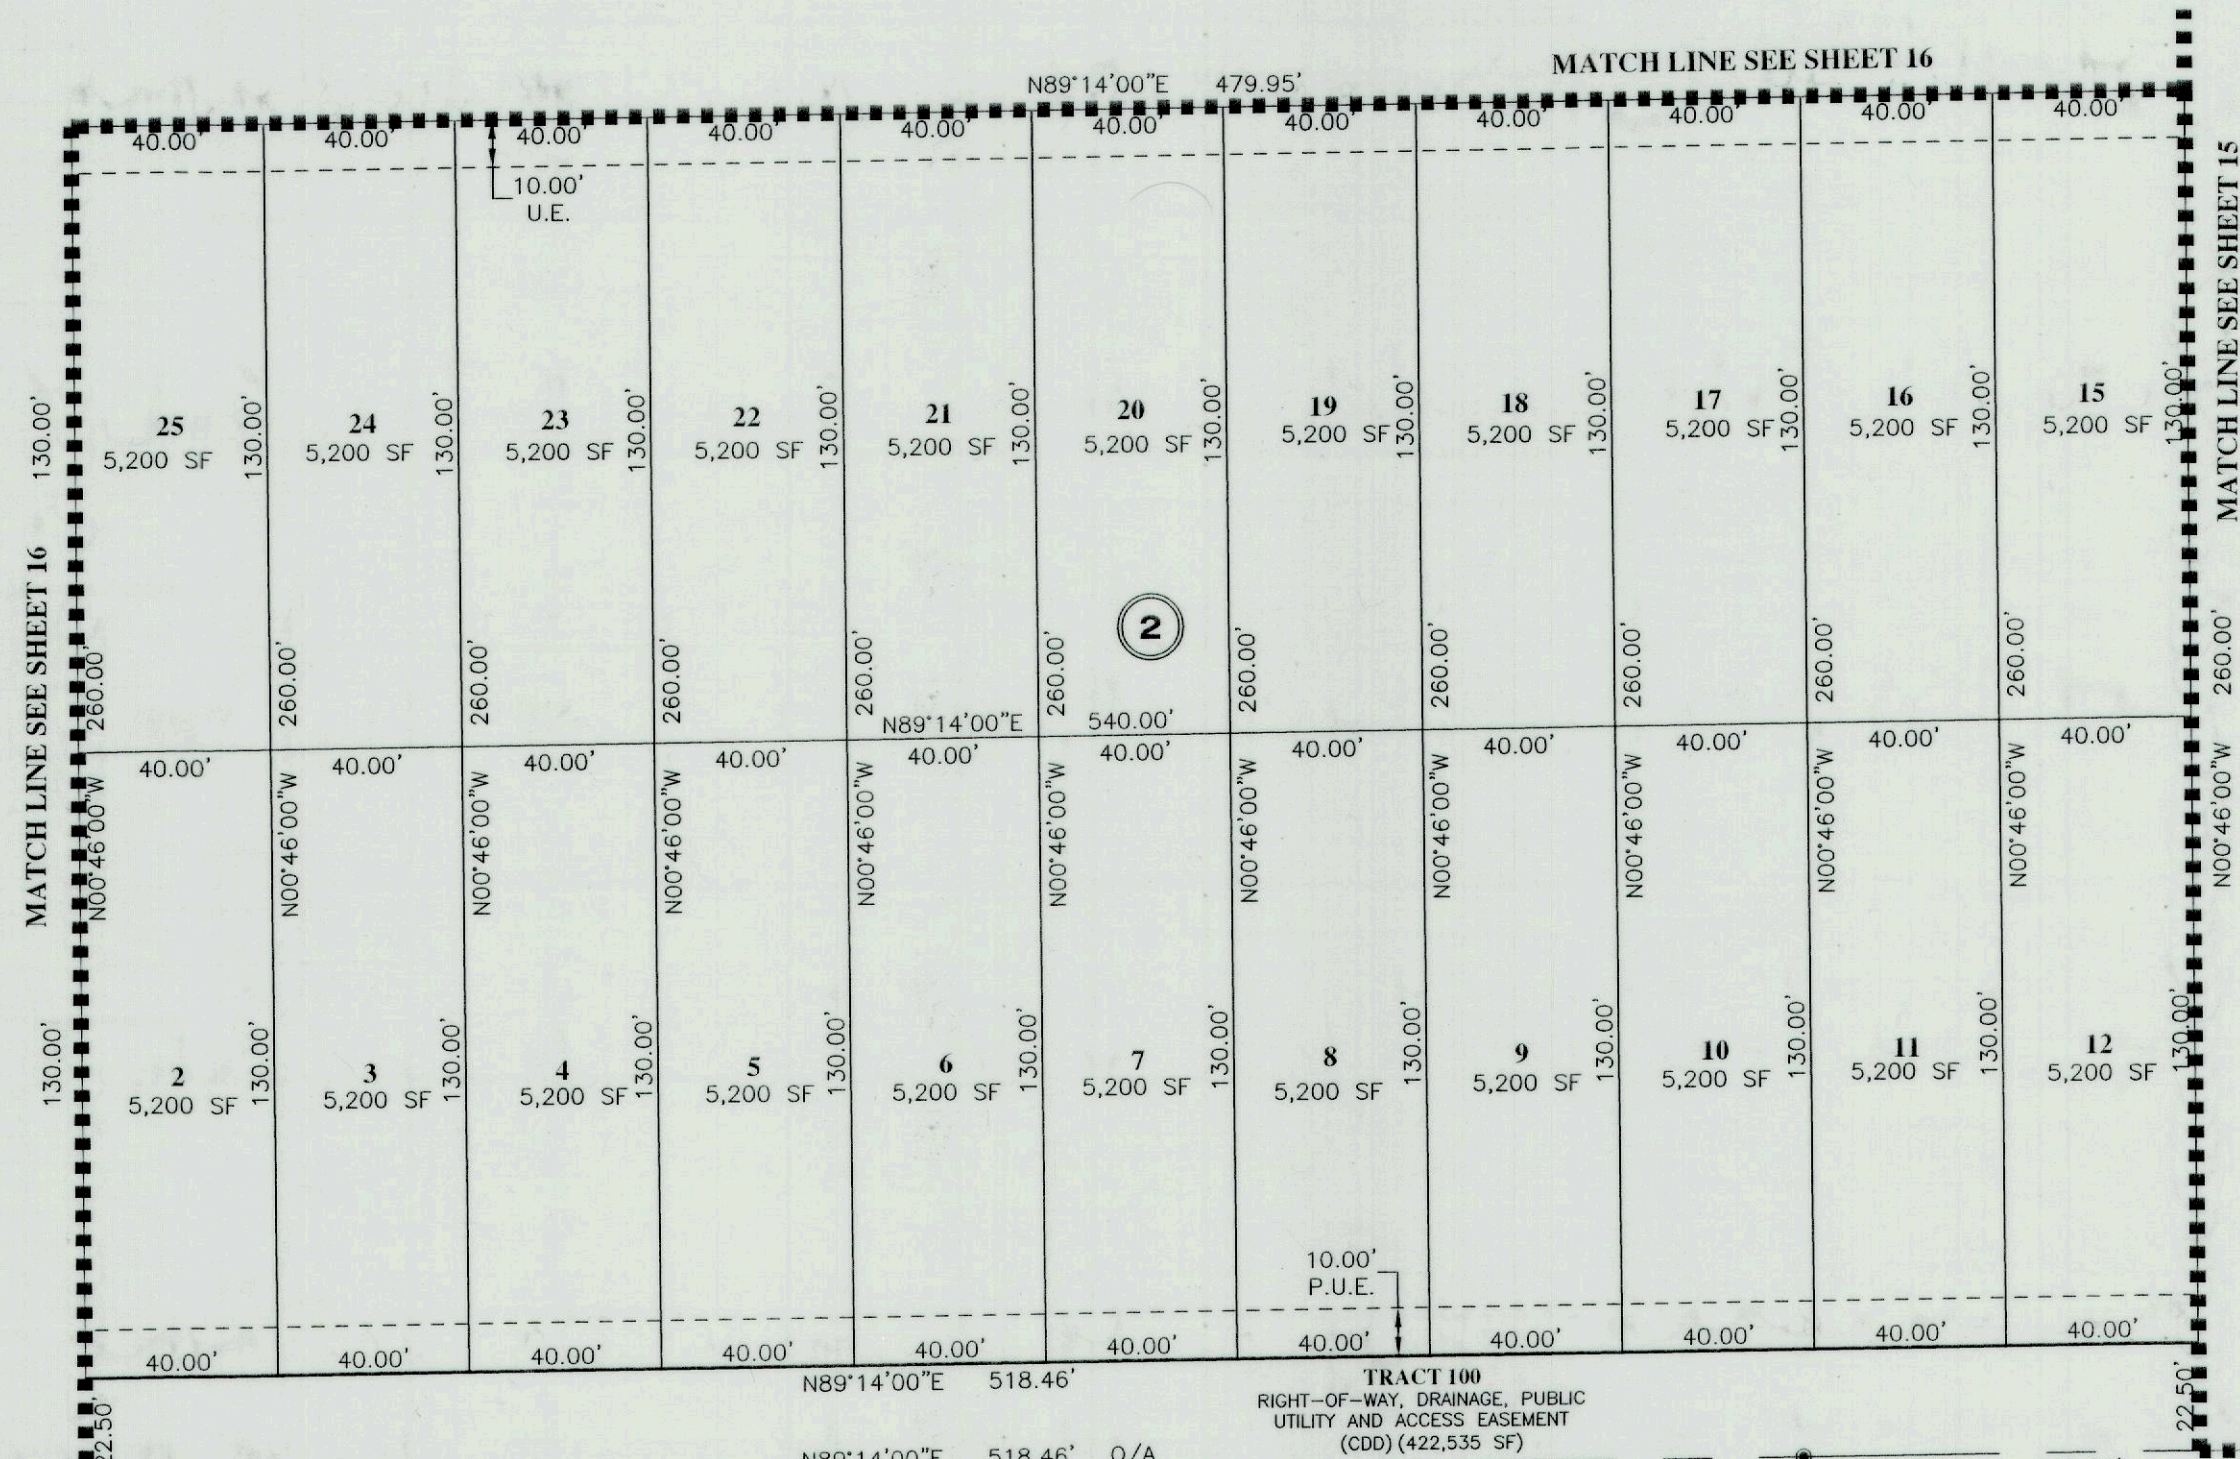 MATCH LINE SEE SHEET 16
N89°14'00"E 479.95'
40.00' 40.00' 40.00' 40.00' 40.00' 40.00' 40.00' 40.00' 40.00' 40.00' 40.00'
10.00'
U.E.
MATCH LINE SEE SHEET 15
130.00'
25 24 23 22 21 20 19 18 17 16 15
5,200 SF 5,200 SF 5,200 SF 5,200 SF 5,200 SF 5,200 SF 5,200 SF 5,200 SF 5,200 SF 5,200 SF 5,200 SF
130.00' 130.00' 130.00' 130.00' 130.00' 130.00' 130.00' 130.00' 130.00' 130.00' 130.00'
MATCH LINE SEE SHEET 16
2
260.00' 260.00' 260.00' 260.00' 260.00' 260.00' 260.00' 260.00' 260.00' 260.00' 260.00' 260.00'
N89°14'00"E 540.00'
40.00' 40.00' 40.00' 40.00' 40.00' 40.00' 40.00' 40.00' 40.00' 40.00' 40.00'
N00°46'00"W N00°46'00"W N00°46'00"W N00°46'00"W N00°46'00"W N00°46'00"W N00°46'00"W N00°46'00"W N00°46'00"W N00°46'00"W N00°46'00"W N00°46'00"W
130.00'
2 3 4 5 6 7 8 9 10 11 12
5,200 SF 5,200 SF 5,200 SF 5,200 SF 5,200 SF 5,200 SF 5,200 SF 5,200 SF 5,200 SF 5,200 SF 5,200 SF
130.00' 130.00' 130.00' 130.00' 130.00' 130.00' 130.00' 130.00' 130.00' 130.00' 130.00'
10.00'
P.U.E.
40.00' 40.00' 40.00' 40.00' 40.00' 40.00' 40.00' 40.00' 40.00' 40.00' 40.00'
N89°14'00"E 518.46'
TRACT 100
RIGHT-OF-WAY, DRAINAGE, PUBLIC
UTILITY AND ACCESS EASEMENT
(CDD) (422,535 SF)
22.50' 22.50'
N89°14'00"E 518.46' O/A